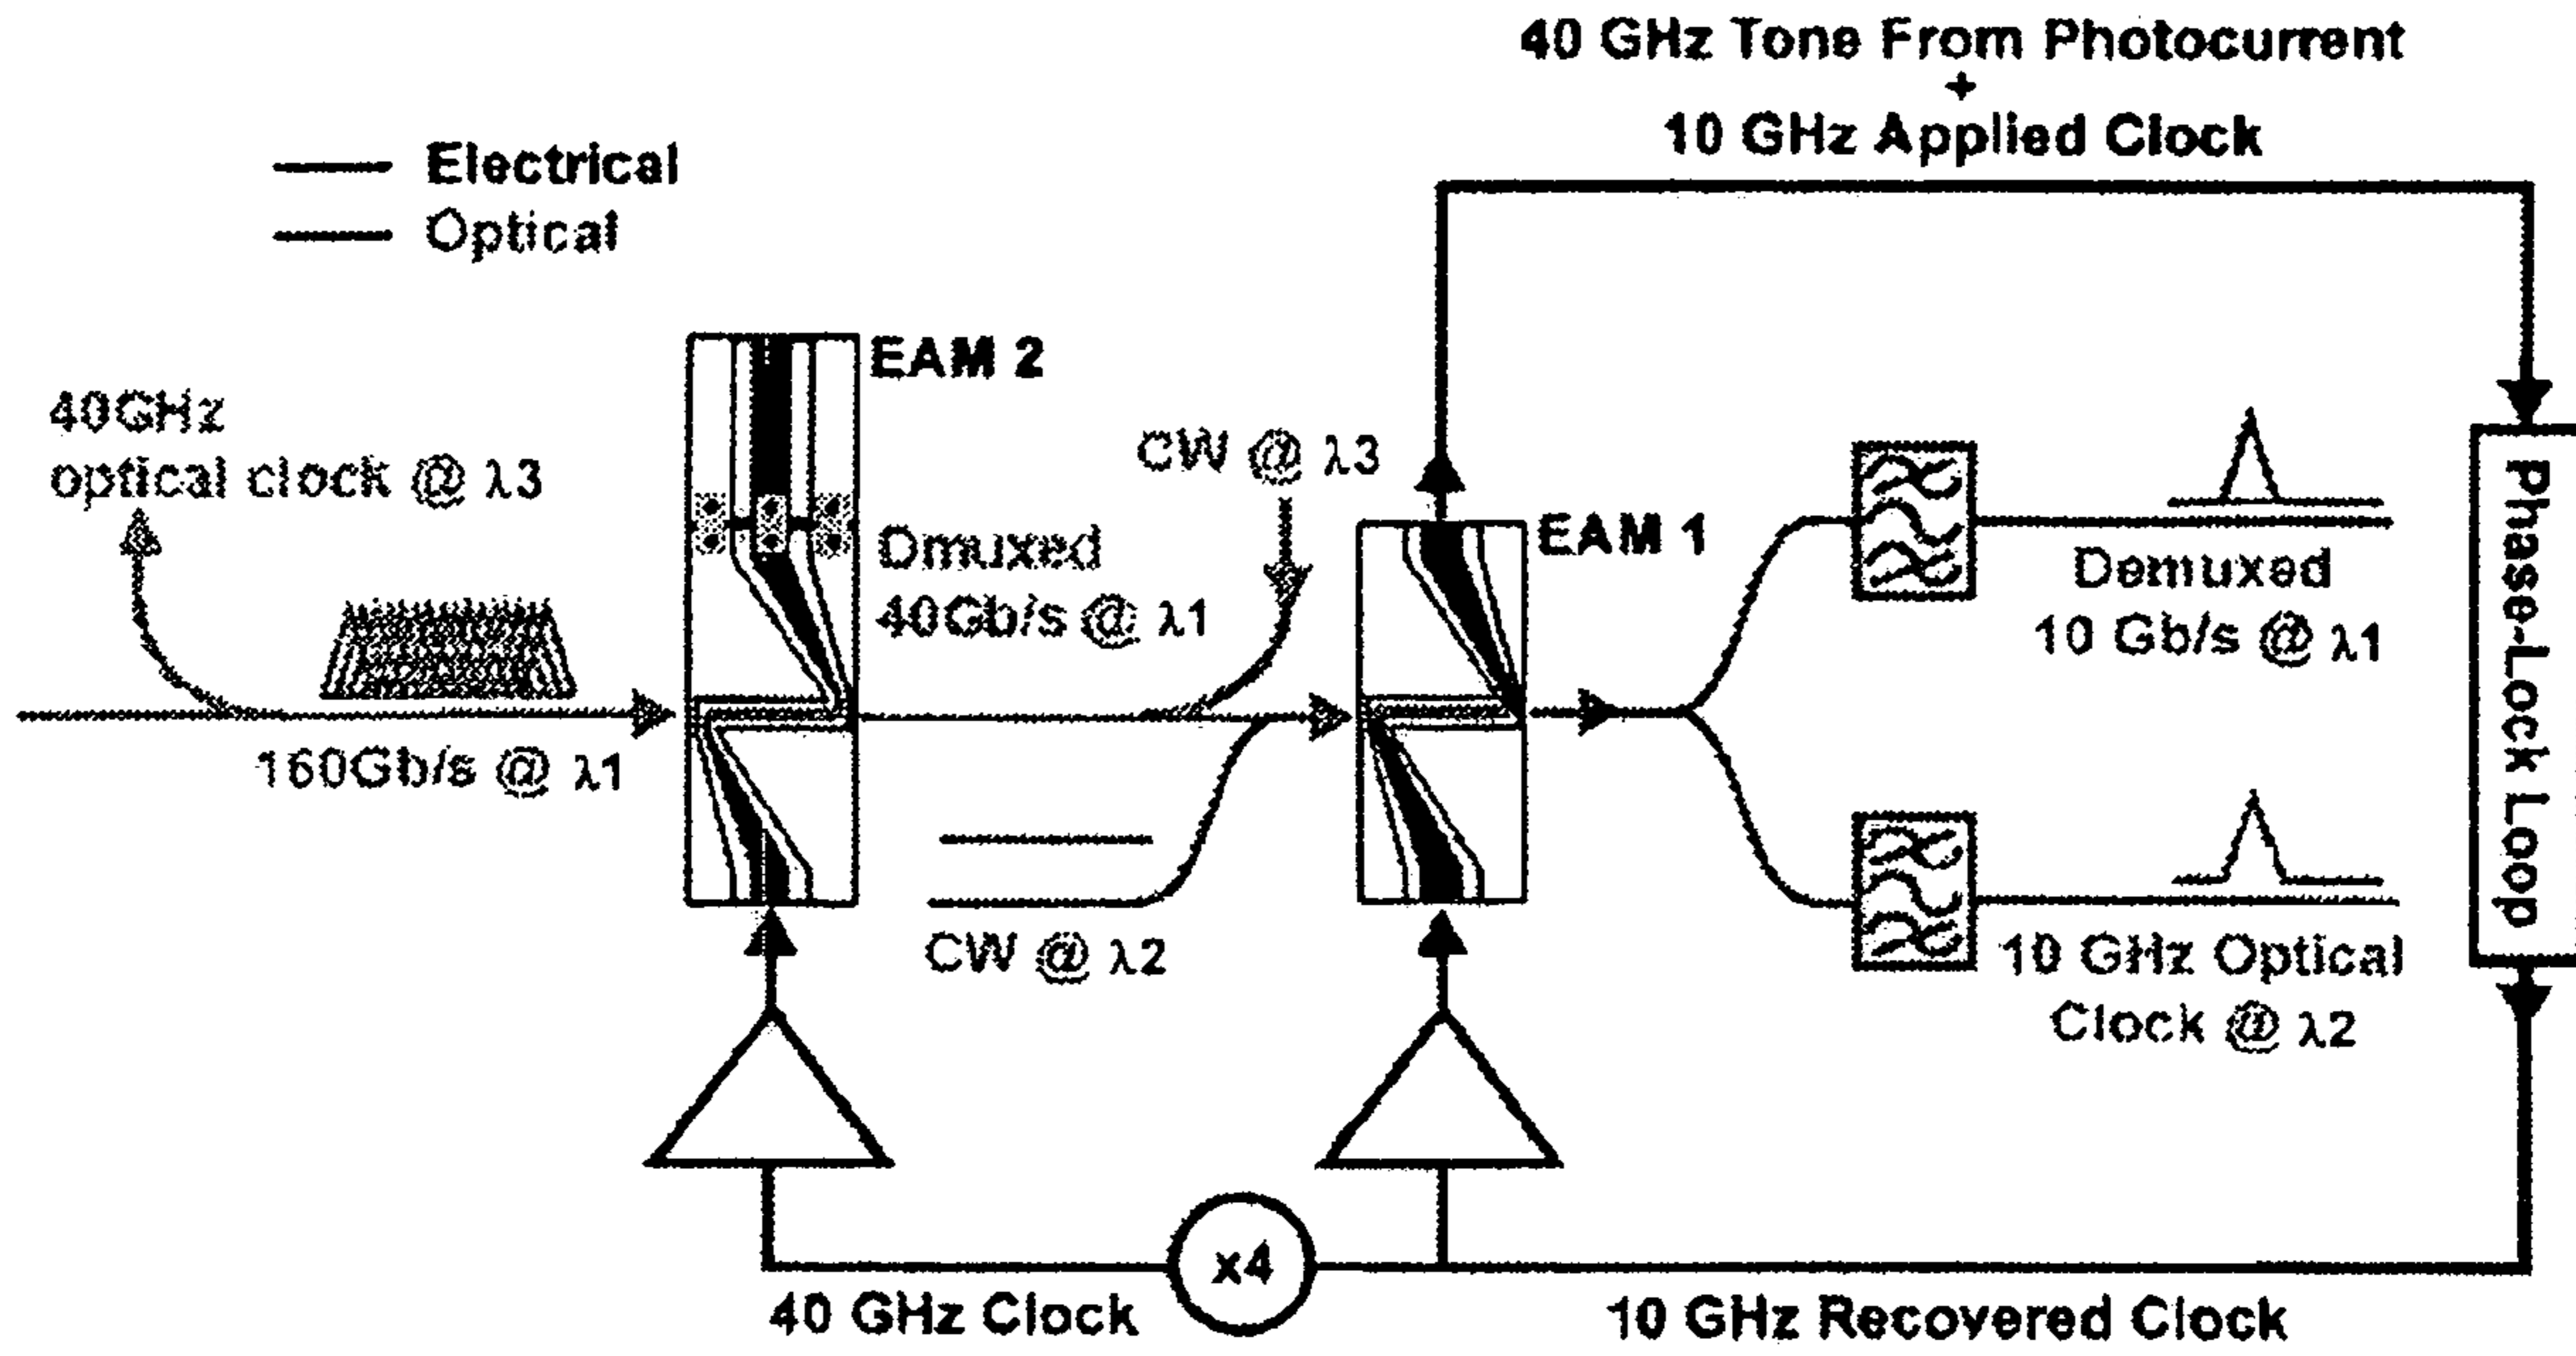 40 GHz Tone From Photocurrent
+
10 GHz Applied Clock
Electrical
Optical
EAM 2
40GHz
optical clock @ λ3
CW @ λ3
EAM 1
Dmuxed
40Gb/s @ λ1
160Gb/s @ λ1
CW @ λ2
Demuxed
10 Gb/s @ λ1
10 GHz Optical
Clock @ λ2
Phase-Lock Loop
x4
40 GHz Clock
10 GHz Recovered Clock